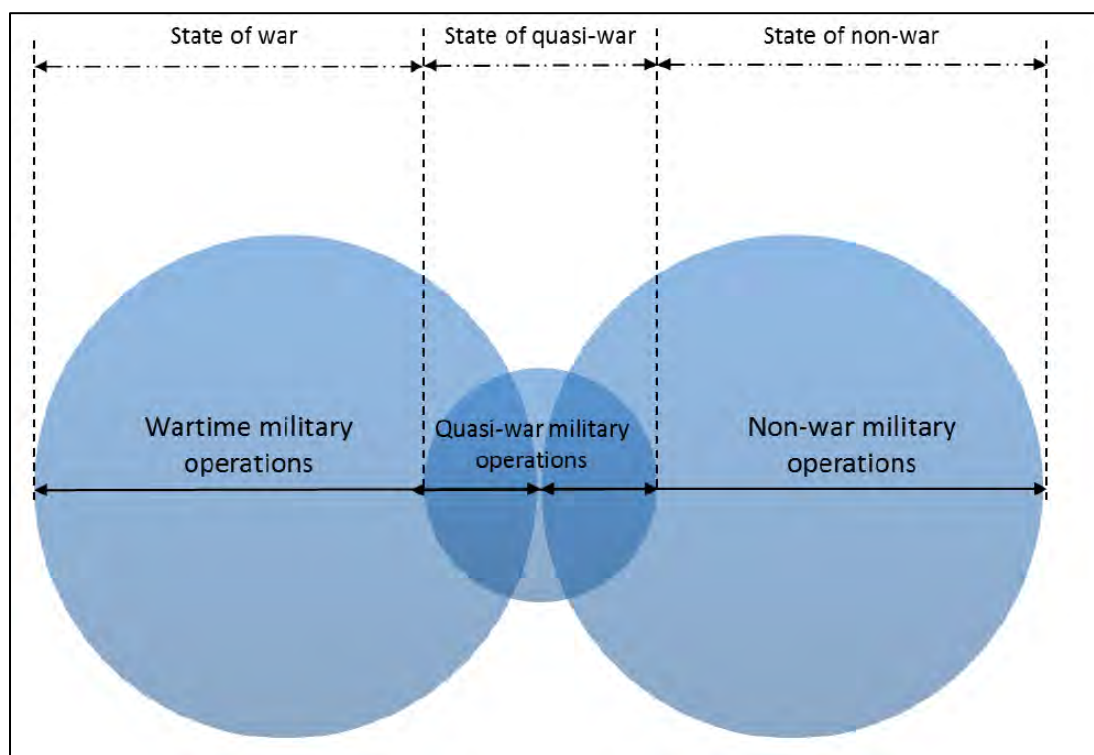 State of war
State of quasi-war
State of non-war
Wartime military
operations
Quasi-war military
operations
Non-war military
operations